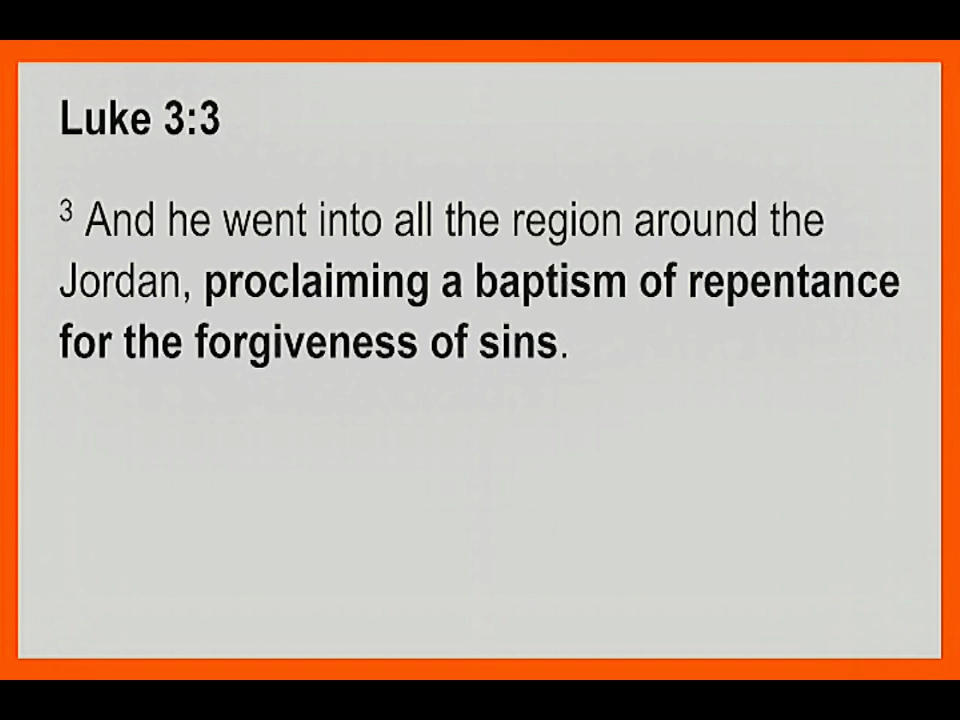 Luke 3:3
3 And he went into all the region around the
Jordan, proclaiming a baptism of repentance
for the forgiveness of sins.